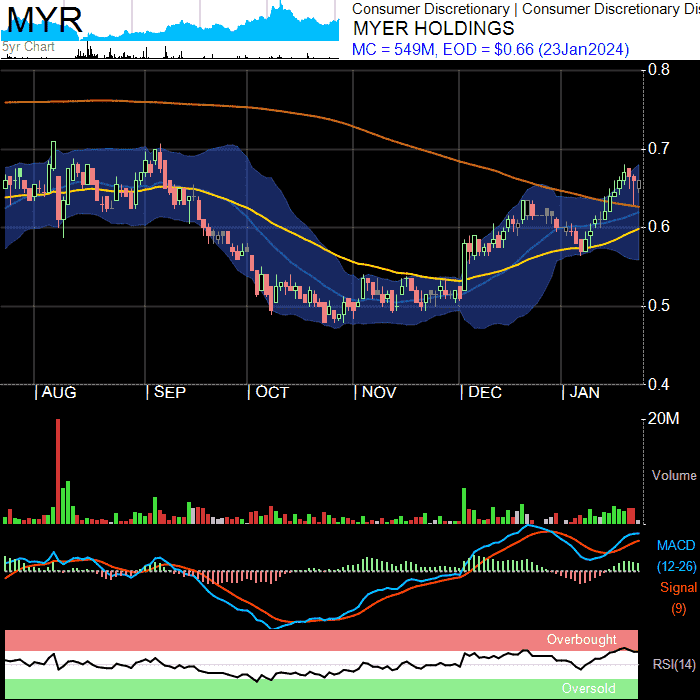 MYR
5yr Chart
Consumer Discretionary | Consumer Discretionary Dis
MYER HOLDINGS
MC = 549M, EOD = $0.66 (23Jan2024)
0.8
0.7
0.6
0.5
0.4
AUG SEP OCT NOV DEC JAN
20M
Volume
MACD
(12-26)
Signal
(9)
Overbought
RSI(14)
Oversold